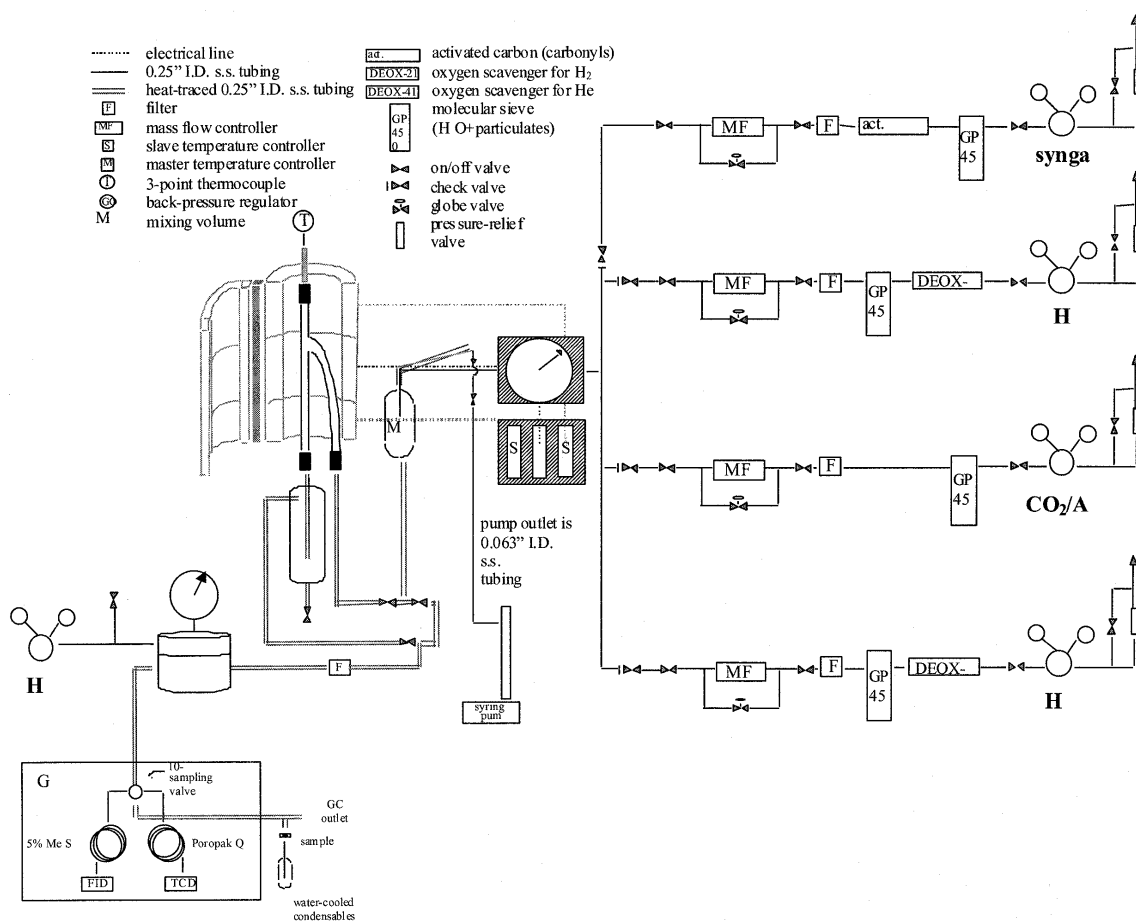 electrical line
0.25” I.D. s.s. tubing
heat-traced 0.25” I.D. s.s. tubing
F filter
MF mass flow controller
S slave temperature controller
M master temperature controller
T 3-point thermocouple
back-pressure regulator
M mixing volume
act. activated carbon (carbonyls)
DEOX-21 oxygen scavenger for H2
DEOX-41 oxygen scavenger for He
GP molecular sieve
45 (H O+particulates)
0
on/off valve
check valve
globe valve
pressure-relief
valve
T
MF
F
act.
GP
45
synga
MF
F
GP
45
DEOX-
H
M
S
S
MF
F
GP
45
CO2/A
pump outlet is
0.063” I.D.
s.s.
tubing
MF
F
GP
45
DEOX-
H
H
F
syring
pum
G
10-
sampling
valve
GC
outlet
5% Me S
Poropak Q
sample
FID
TCD
water-cooled
condensables